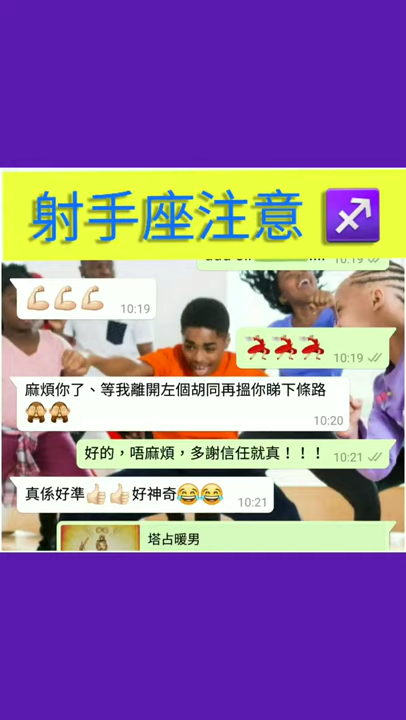 射手座注意 ♐
10:19
💪🏻💪🏻💪🏻
10:19
💃💃💃
10:19
麻煩你了、等我離開左個胡同再搵你睇下條路
🙈🙈
10:20
好的，唔麻煩，多謝信任就真！！！
10:21
真係好準👍🏻👍🏻好神奇😂😂
10:21
塔占暖男